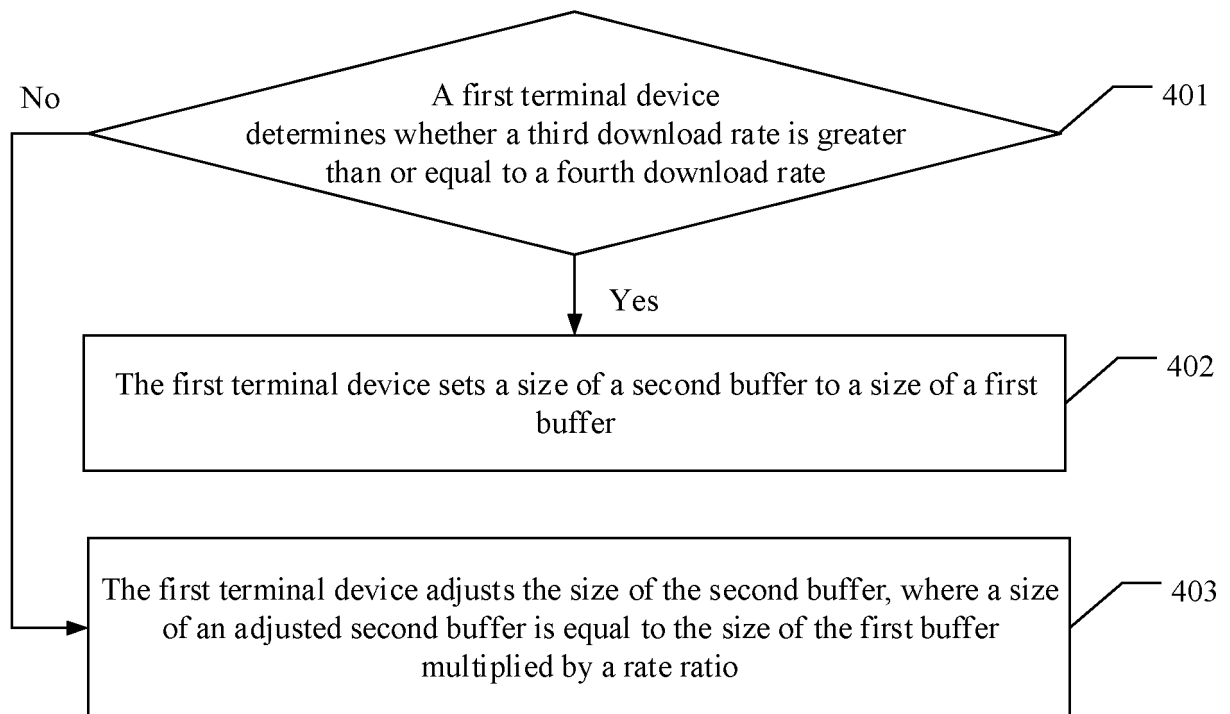 No
A first terminal device
determines whether a third download rate is greater
than or equal to a fourth download rate
401
Yes
The first terminal device sets a size of a second buffer to a size of a first
buffer
402
The first terminal device adjusts the size of the second buffer, where a size
of an adjusted second buffer is equal to the size of the first buffer
multiplied by a rate ratio
403